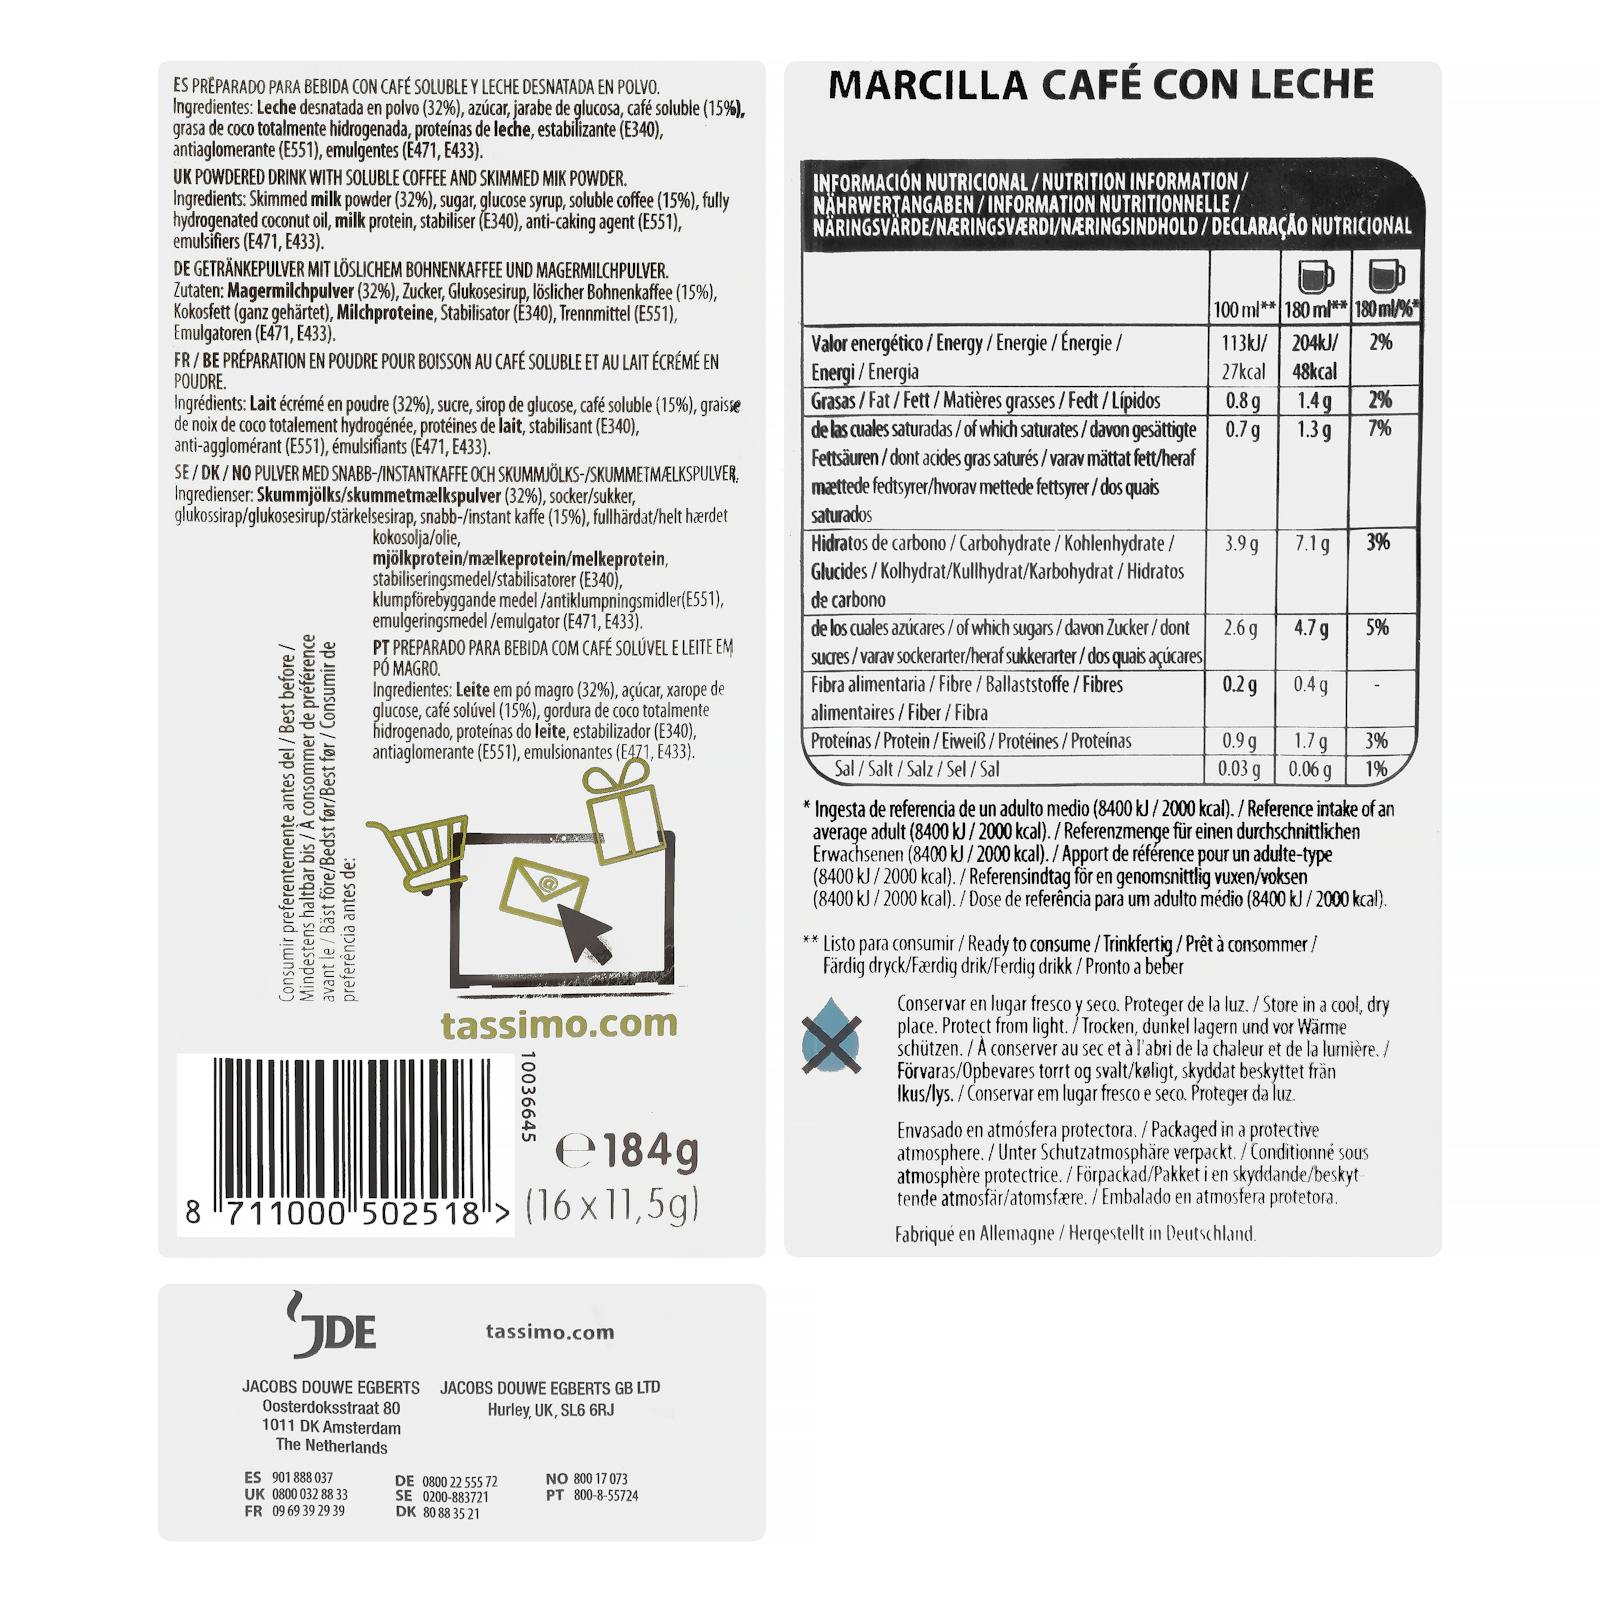 ES PREPARADO PARA BEBIDA CON CAFÉ SOLUBLE Y LECHE DESNATADA EN POLVO.
Ingredientes: Leche desnatada en polvo (32%), azúcar, jarabe de glucosa, café soluble (15%),
grasa de coco totalmente hidrogenada, proteínas de leche, estabilizante (E340),
antiaglomerante (E551), emulgentes (E471, E433).
UK POWDERED DRINK WITH SOLUBLE COFFEE AND SKIMMED MIK POWDER.
Ingredients: Skimmed milk powder (32%), sugar, glucose syrup, soluble coffee (15%), fully
hydrogenated coconut oil, milk protein, stabiliser (E340), anti-caking agent (E551),
emulsifiers (E471, E433).
DE GETRÄNKEPULVER MIT LÖSLICHEM BOHNENKAFFEE UND MAGERMILCHPULVER.
Zutaten: Magermilchpulver (32%), Zucker, Glukosesirup, löslicher Bohnenkaffee (15%),
Kokosfett (ganz gehärtet), Milchproteine, Stabilisator (E340), Trennmittel (E551),
Emulgatoren (E471, E433).
FR / BE PRÉPARATION EN POUDRE POUR BOISSON AU CAFÉ SOLUBLE ET AU LAIT ÉCRÉMÉ EN
POUDRE.
Ingrédients: Lait écrémé en poudre (32%), sucre, sirop de glucose, café soluble (15%), graisse
de noix de coco totalement hydrogénée, protéines de lait, stabilisant (E340),
anti-agglomérant (E551), émulsifiants (E471, E433).
SE / DK / NO PULVER MED SNABB-/INSTANTKAFFE OCH SKUMMJÖLKS-/SKUMMETMÆLKSPULVER.
Ingredienser: Skummjölks/skummetmælkspulver (32%), socker/sukker,
glukossirap/glukosesirup/stärkelsesirap, snabb-/instant kaffe (15%), fullhärdat/helt hærdet
kokosolja/olie,
mjölkprotein/mælkeprotein/melkeprotein,
stabiliseringsmedel/stabilisatorer (E340),
klumpförebyggande medel /antiklumpningsmidler(E551),
emulgeringsmedel /emulgator (E471, E433).
PT PREPARADO PARA BEBIDA COM CAFÉ SOLÚVEL E LEITE EM
PÓ MAGRO.
Ingredientes: Leite em pó magro (32%), açúcar, xarope de
glucose, café solúvel (15%), gordura de coco totalmente
hidrogenado, proteínas do leite, estabilizador (E340),
antiaglomerante (E551), emulsionantes (E471, E433).
Consumir preferentemente antes del / Best before /
Mindestens haltbar bis / À consommer de préférence
avant le / Bäst före/Bedst før/Best før / Consumir de
preferência antes de:
@
tassimo.com
10036645
8 711000 502518 >
e 184g
(16 x 11,5g)
MARCILLA CAFÉ CON LECHE
INFORMACIÓN NUTRICIONAL / NUTRITION INFORMATION /
NÄHRWERTANGABEN / INFORMATION NUTRITIONNELLE /
NÄRINGSVÄRDE/NÆRINGSVÆRDI/NÆRINGSINDHOLD / DECLARAÇÃO NUTRICIONAL
100 ml** 180 ml** 180 ml/%*
Valor energético / Energy / Energie / Énergie / 113kJ/ 204kJ/ 2%
Energi / Energia 27kcal 48kcal
Grasas / Fat / Fett / Matières grasses / Fedt / Lípidos 0.8 g 1.4 g 2%
de las cuales saturadas / of which saturates / davon gesättigte 0.7 g 1.3 g 7%
Fettsäuren / dont acides gras saturés / varav mättat fett/heraf
mættede fedtsyrer/hvorav mettede fettsyrer / dos quais
saturados
Hidratos de carbono / Carbohydrate / Kohlenhydrate / 3.9 g 7.1 g 3%
Glucides / Kolhydrat/Kullhydrat/Karbohydrat / Hidratos
de carbono
de los cuales azúcares / of which sugars / davon Zucker / dont 2.6 g 4.7 g 5%
sucres / varav sockerarter/heraf sukkerarter / dos quais açúcares
Fibra alimentaria / Fibre / Ballaststoffe / Fibres 0.2 g 0.4 g -
alimentaires / Fiber / Fibra
Proteínas / Protein / Eiweiß / Protéines / Proteínas 0.9 g 1.7 g 3%
Sal / Salt / Salz / Sel / Sal 0.03 g 0.06 g 1%
* Ingesta de referencia de un adulto medio (8400 kJ / 2000 kcal). / Reference intake of an
average adult (8400 kJ / 2000 kcal). / Referenzmenge für einen durchschnittlichen
Erwachsenen (8400 kJ / 2000 kcal). / Apport de référence pour un adulte-type
(8400 kJ / 2000 kcal). / Referensindtag för en genomsnittlig vuxen/voksen
(8400 kJ / 2000 kcal). / Dose de referência para um adulto médio (8400 kJ / 2000 kcal).
** Listo para consumir / Ready to consume / Trinkfertig / Prêt à consommer /
Färdig dryck/Færdig drik/Ferdig drikk / Pronto a beber
Conservar en lugar fresco y seco. Proteger de la luz. / Store in a cool, dry
place. Protect from light. / Trocken, dunkel lagern und vor Wärme
schützen. / À conserver au sec et à l'abri de la chaleur et de la lumière. /
Förvaras/Opbevares torrt og svalt/køligt, skyddat beskyttet från
lkus/lys. / Conservar em lugar fresco e seco. Proteger da luz.
Envasado en atmósfera protectora. / Packaged in a protective
atmosphere. / Unter Schutzatmosphäre verpackt. / Conditionné sous
atmosphère protectrice. / Förpackad/Pakket i en skyddande/beskyt-
tende atmosfär/atomsfære. / Embalado en atmosfera protetora.
Fabriqué en Allemagne / Hergestellt in Deutschland.
JDE
tassimo.com
JACOBS DOUWE EGBERTS
Oosterdoksstraat 80
1011 DK Amsterdam
The Netherlands
JACOBS DOUWE EGBERTS GB LTD
Hurley, UK, SL6 6RJ
ES 901 888 037
UK 0800 032 88 33
FR 09 69 39 29 39
DE 0800 22 555 72
SE 0200-883721
DK 80 88 35 21
NO 800 17 073
PT 800-8-55724